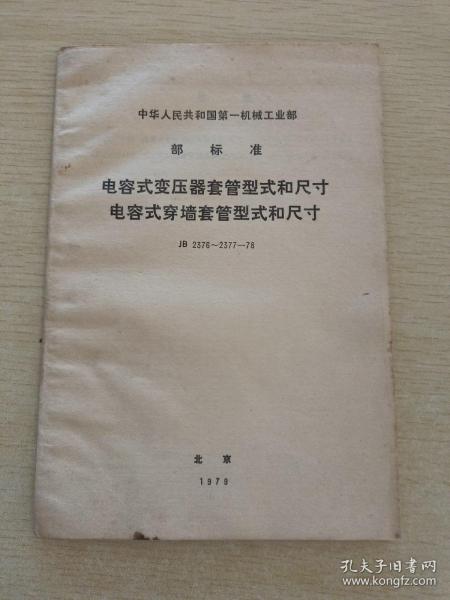 中华人民共和国第一机械工业部
部标准
电容式变压器套管型式和尺寸
电容式穿墙套管型式和尺寸
JB 2376～2377—78
北京
1979
孔夫子旧书网
www.kongfz.com